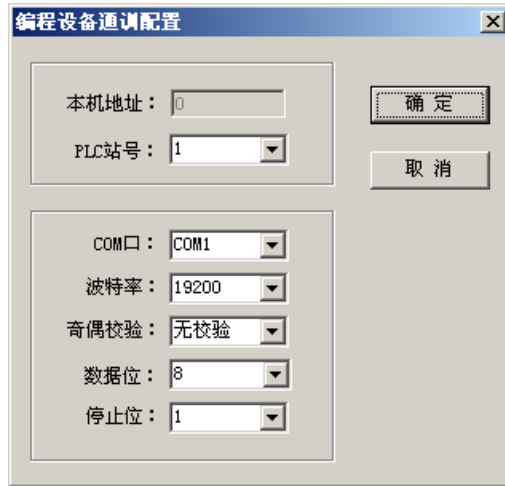 编程设备通训配置
本机地址： 0
确 定
PLC站号： 1
取 消
COM口： COM1
波特率： 19200
奇偶校验： 无校验
数据位： 8
停止位： 1